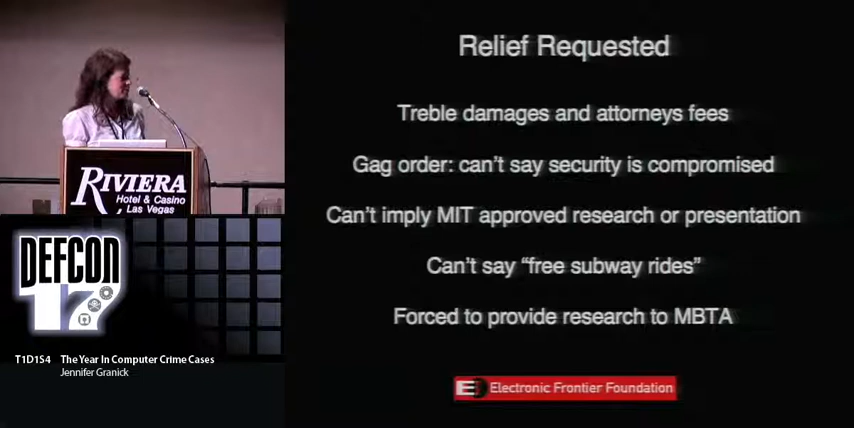 Relief Requested
Treble damages and attorneys fees
Gag order: can't say security is compromised
Can't imply MIT approved research or presentation
Can't say “free subway rides”
Forced to provide research to MBTA
Electronic Frontier Foundation
RIVIERA
Hotel & Casino
Las Vegas
DEFCON
17
T1D1S4 The Year In Computer Crime Cases
Jennifer Granick